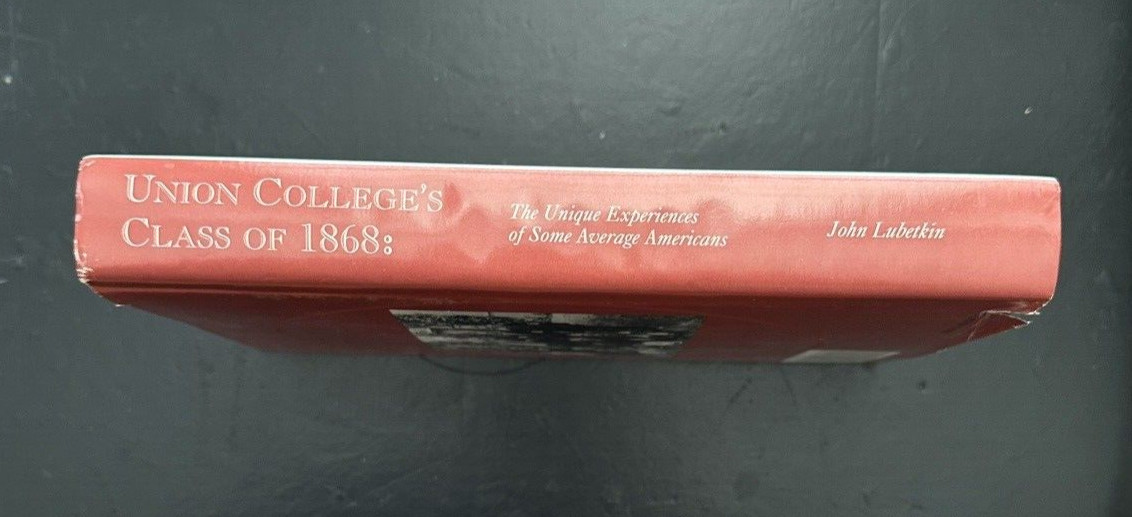 UNION COLLEGE'S
CLASS OF 1868:
The Unique Experiences
of Some Average Americans
John Lubetkin